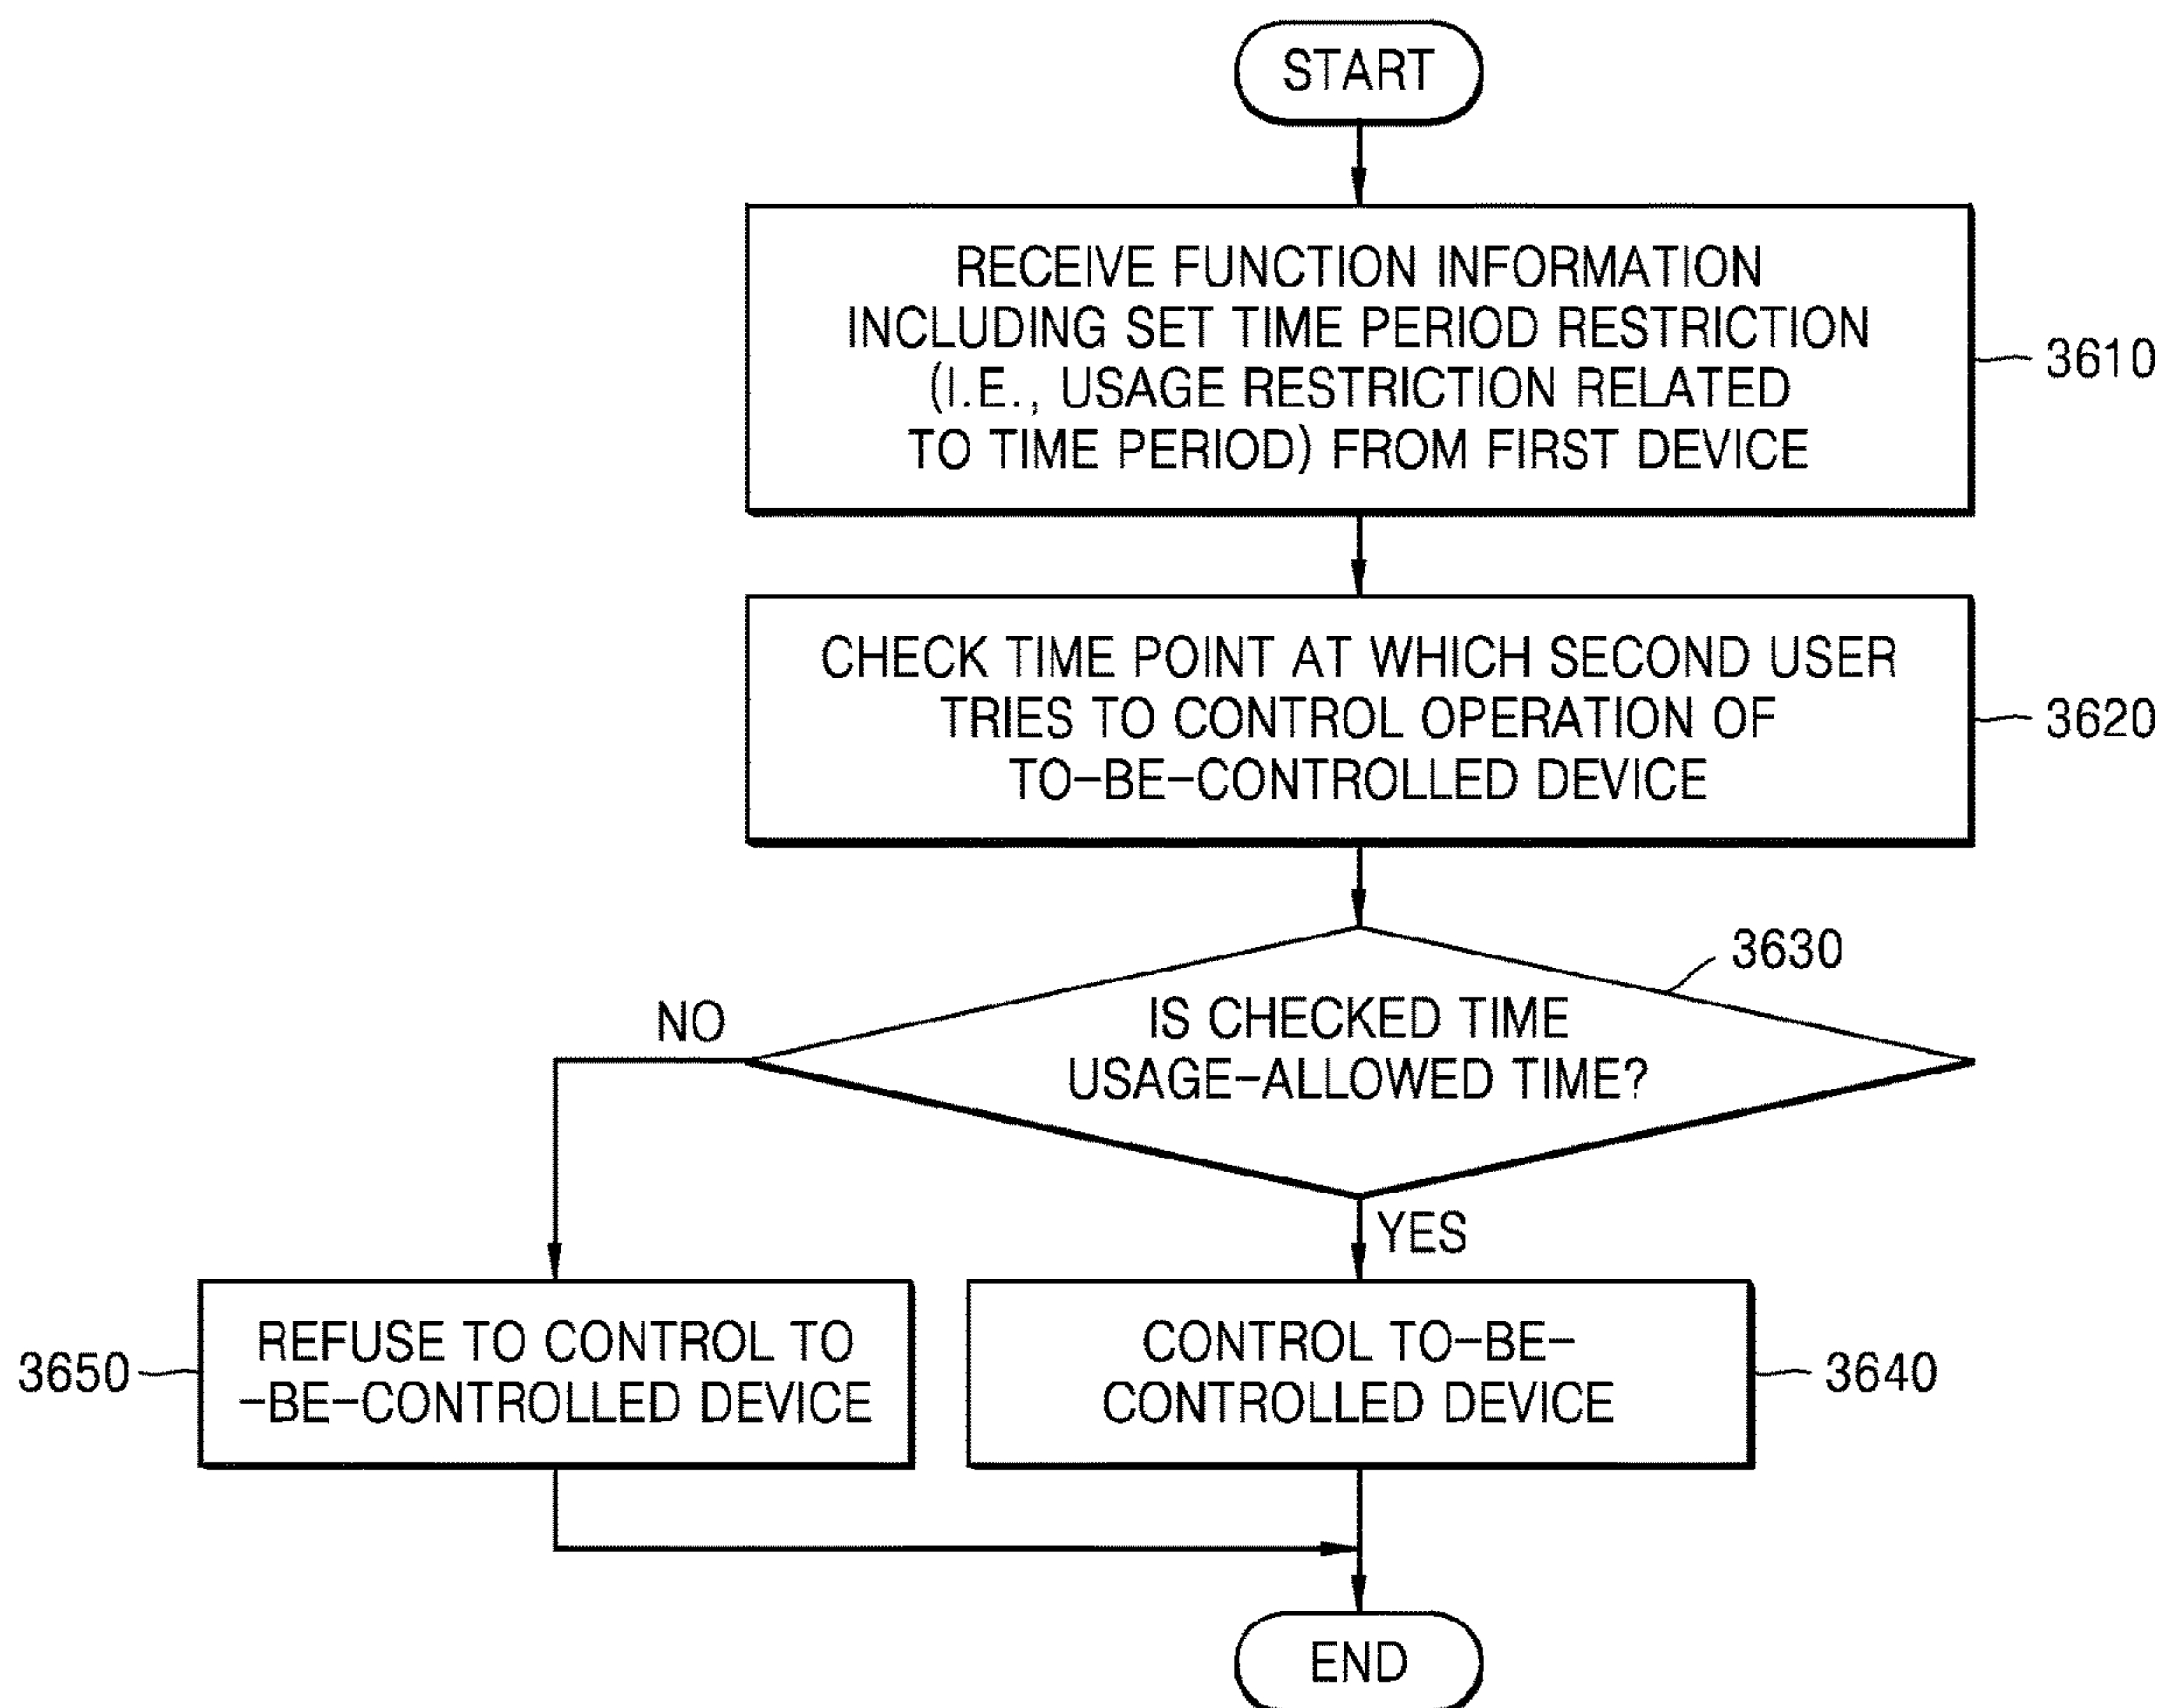 START
RECEIVE FUNCTION INFORMATION
INCLUDING SET TIME PERIOD RESTRICTION
(I.E., USAGE RESTRICTION RELATED
TO TIME PERIOD) FROM FIRST DEVICE
3610
CHECK TIME POINT AT WHICH SECOND USER
TRIES TO CONTROL OPERATION OF
TO-BE-CONTROLLED DEVICE
3620
3630
IS CHECKED TIME
USAGE-ALLOWED TIME?
NO
YES
REFUSE TO CONTROL TO
-BE-CONTROLLED DEVICE
3650
CONTROL TO-BE-
CONTROLLED DEVICE
3640
END